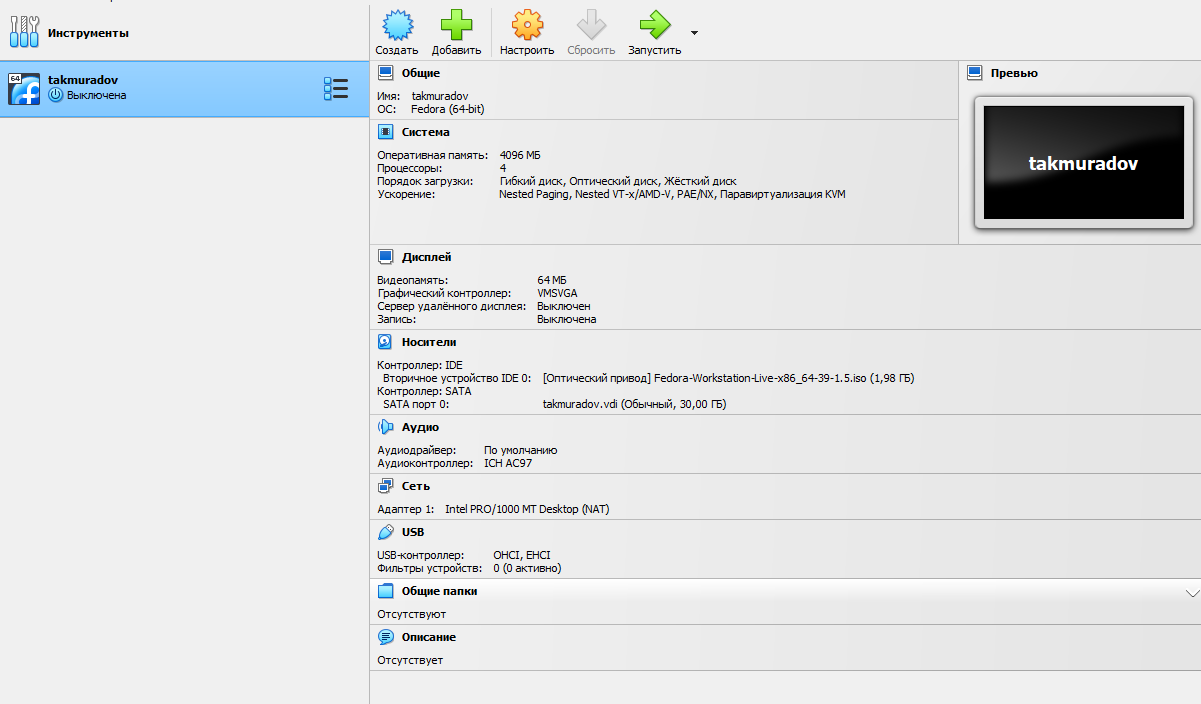 Инструменты
Создать Добавить Настроить Сбросить Запустить
64
takmuradov
Выключена
Общие
Имя: takmuradov
ОС: Fedora (64-bit)
Превью
takmuradov
Система
Оперативная память: 4096 МБ
Процессоры: 4
Порядок загрузки: Гибкий диск, Оптический диск, Жёсткий диск
Ускорение: Nested Paging, Nested VT-x/AMD-V, PAE/NX, Паравиртуализация KVM
Дисплей
Видеопамять: 64 МБ
Графический контроллер: VMSVGA
Сервер удалённого дисплея: Выключен
Запись: Выключена
Носители
Контроллер: IDE
Вторичное устройство IDE 0: [Оптический привод] Fedora-Workstation-Live-x86_64-39-1.5.iso (1,98 ГБ)
Контроллер: SATA
SATA порт 0: takmuradov.vdi (Обычный, 30,00 ГБ)
Аудио
Аудиодрайвер: По умолчанию
Аудиоконтроллер: ICH AC97
Сеть
Адаптер 1: Intel PRO/1000 MT Desktop (NAT)
USB
USB-контроллер: OHCI, EHCI
Фильтры устройств: 0 (0 активно)
Общие папки
Отсутствуют
Описание
Отсутствует